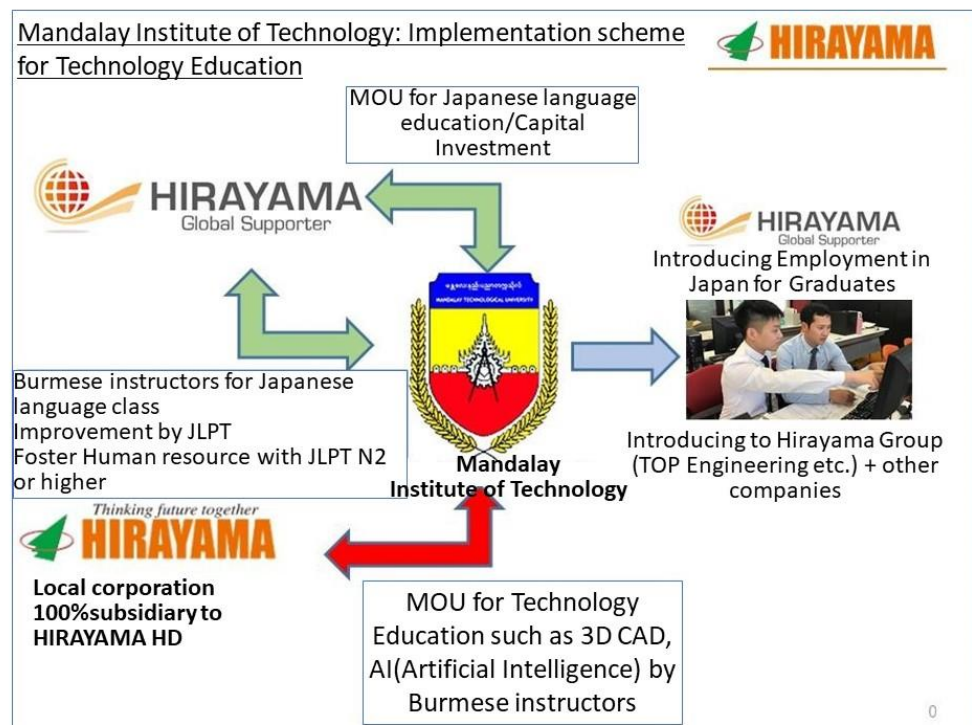 Mandalay Institute of Technology: Implementation scheme
for Technology Education
HIRAYAMA
MOU for Japanese language
education/Capital
Investment
HIRAYAMA
Global Supporter
HIRAYAMA
Global Supporter
Introducing Employment in
Japan for Graduates
MANDALAY TECHNOLOGICAL UNIVERSITY
Burmese instructors for Japanese
language class
Improvement by JLPT
Foster Human resource with JLPT N2
or higher
Mandalay
Institute of Technology
Introducing to Hirayama Group
(TOP Engineering etc.) + other
companies
Thinking future together
HIRAYAMA
Local corporation
100%subsidiary to
HIRAYAMA HD
MOU for Technology
Education such as 3D CAD,
AI(Artificial Intelligence) by
Burmese instructors
0